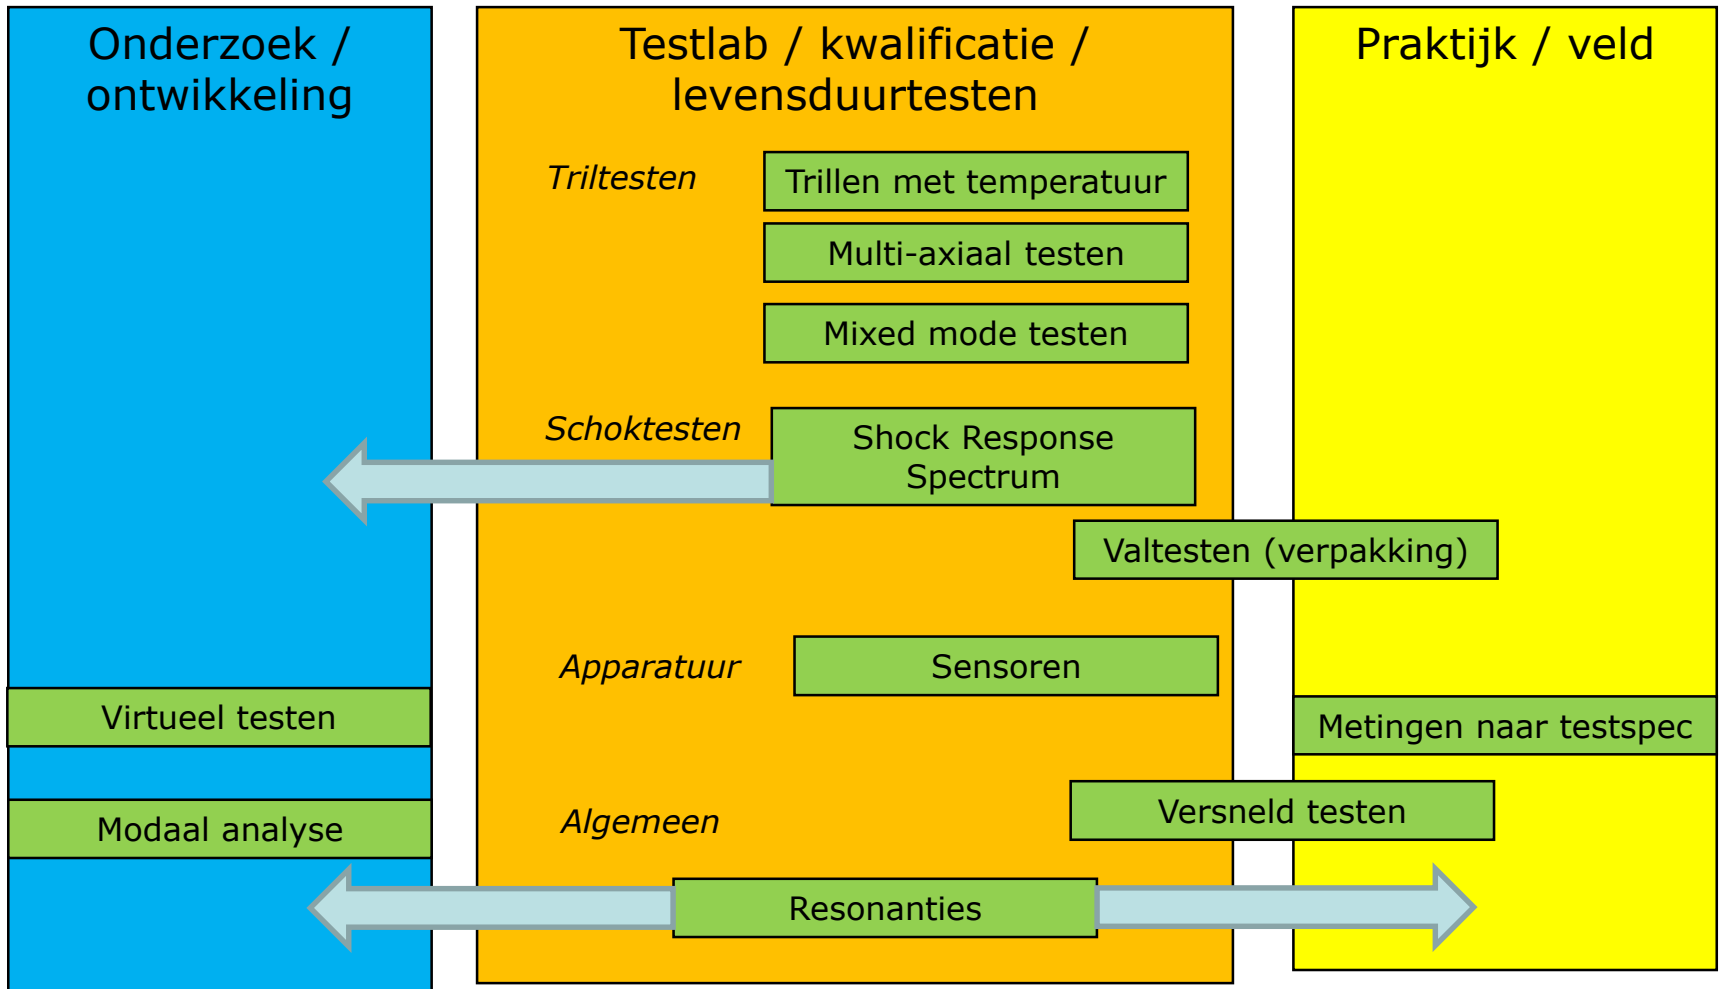 Onderzoek /
ontwikkeling
Testlab / kwalificatie /
levensduurtesten
Praktijk / veld
Triltesten
Trillen met temperatuur
Multi-axiaal testen
Mixed mode testen
Schoktesten
Shock Response
Spectrum
Valtesten (verpakking)
Apparatuur
Sensoren
Virtueel testen
Metingen naar testspec
Modaal analyse
Algemeen
Versneld testen
Resonanties